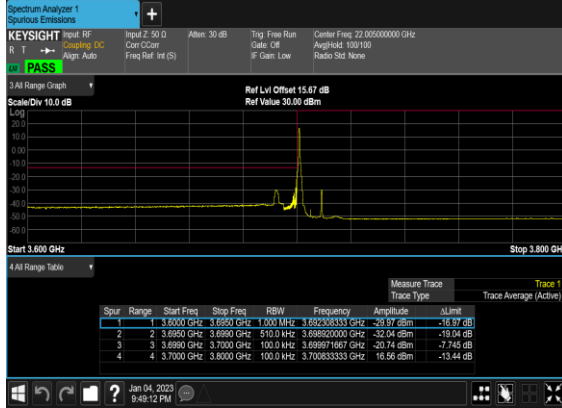 Spectrum Analyzer 1
Spurious Emissions
+
KEYSIGHT Input: RF Input Z: 50 Ω Atten: 30 dB Trig: Free Run Center Freq: 22.005000000 GHz
R T Coupling: DC Corr CCorr Gate: Off Avg|Hold: 100/100
Align: Auto Freq Ref: Int (S) IF Gain: Low Radio Std: None
PASS
3 All Range Graph Ref Lvl Offset 15.67 dB
Scale/Div 10.0 dB Ref Value 30.00 dBm
Log
20.0
10.0
0.00
-10.0
-20.0
-30.0
-40.0
-50.0
-60.0
Start 3.600 GHz Stop 3.800 GH
4 All Range Table
Measure Trace Trace 1
Trace Type Trace Average (Active)
Spur Range Start Freq Stop Freq RBW Frequency Amplitude ΔLimit
1 1 3.6000 GHz 3.6950 GHz 1.000 MHz 3.692308333 GHz -29.97 dBm -16.97 dB
2 2 3.6950 GHz 3.6990 GHz 510.0 kHz 3.698920000 GHz -32.04 dBm -19.04 dB
3 3 3.6990 GHz 3.7000 GHz 100.0 kHz 3.699971667 GHz -20.74 dBm -7.745 dB
4 4 3.7000 GHz 3.8000 GHz 100.0 kHz 3.700833333 GHz 16.56 dBm -13.44 dB
? Jan 04, 2023
9:49:12 PM